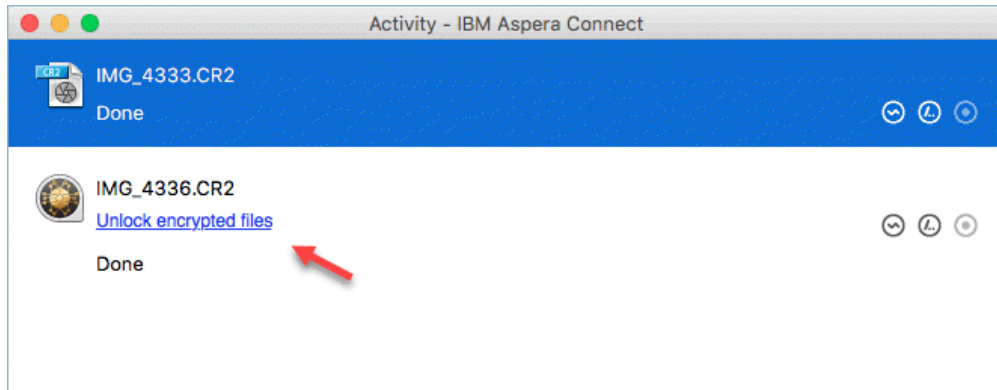 Activity - IBM Aspera Connect
CR2
IMG_4333.CR2
Done
IMG_4336.CR2
Unlock encrypted files
Done